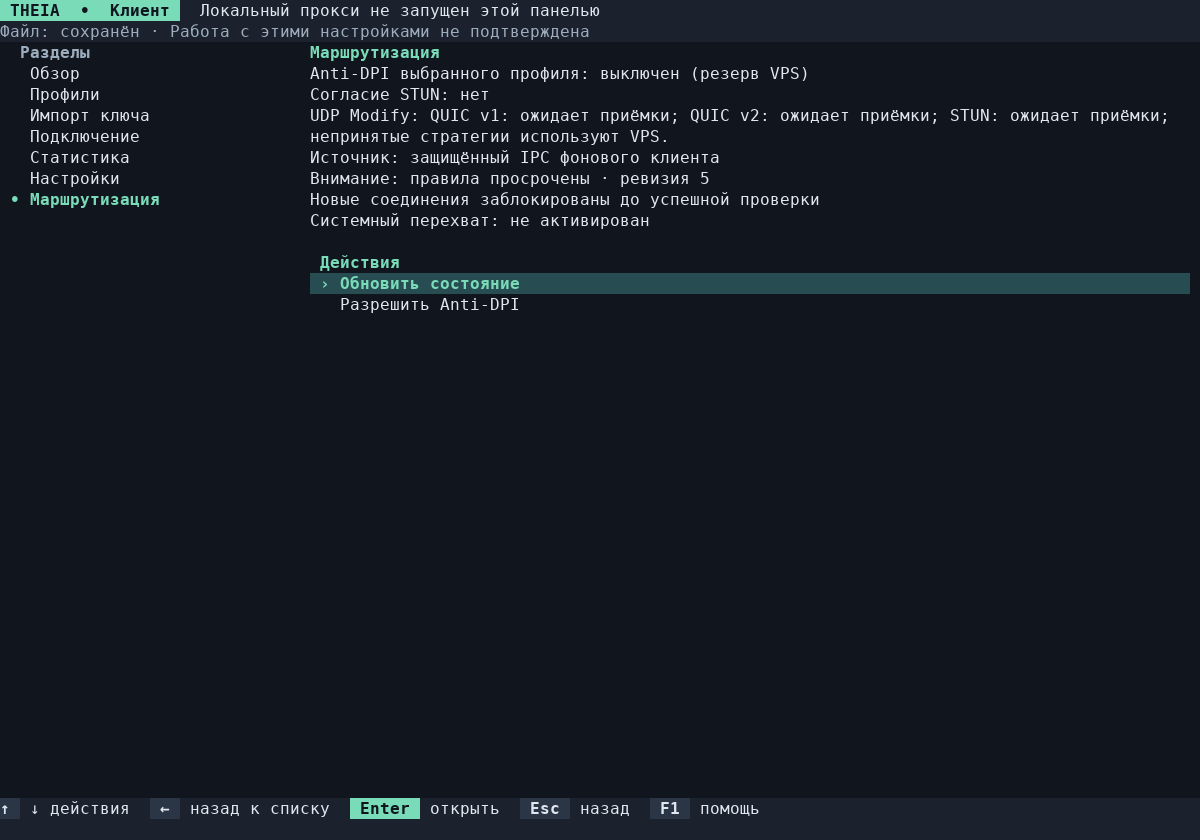 THEIA • Клиент Локальный прокси не запущен этой панелью
Файл: сохранён · Работа с этими настройками не подтверждена
Разделы
Обзор
Профили
Импорт ключа
Подключение
Статистика
Настройки
• Маршрутизация
Маршрутизация
Anti-DPI выбранного профиля: выключен (резерв VPS)
Согласие STUN: нет
UDP Modify: QUIC v1: ожидает приёмки; QUIC v2: ожидает приёмки; STUN: ожидает приёмки;
непринятые стратегии используют VPS.
Источник: защищённый IPC фонового клиента
Внимание: правила просрочены · ревизия 5
Новые соединения заблокированы до успешной проверки
Системный перехват: не активирован
Действия
› Обновить состояние
Разрешить Anti-DPI
↑ ↓ действия ← назад к списку Enter открыть Esc назад F1 помощь